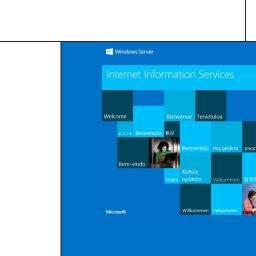 Windows Server
Internet Information Services
Welcome
Bienvenue
Tervetuloa
ようこそ
Benvenuto
歓迎
Bem-vindo
Bienvenido
Hoş geldiniz
Καλώς
ορίσατε
Välkommen
Vítejte
Microsoft
Willkommen
Velkommen